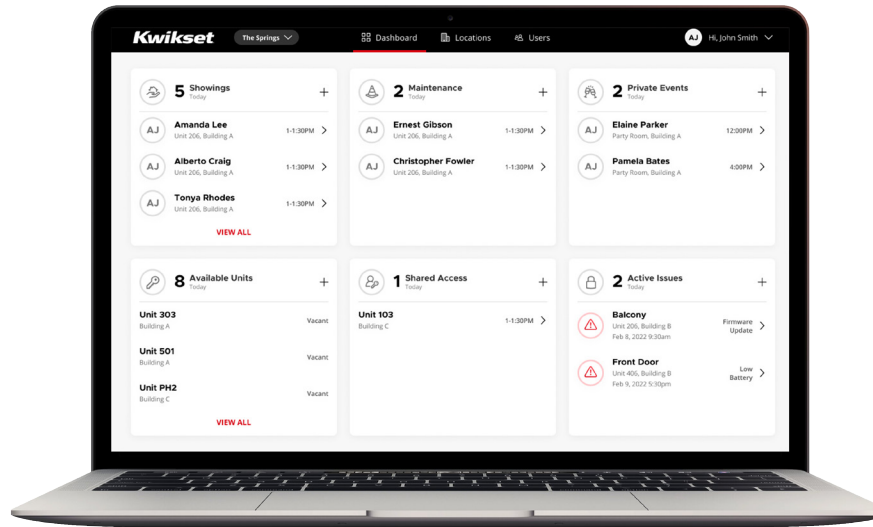 Kwikset
The Springs
Dashboard
Locations
Users
AJ
Hi, John Smith
5 Showings
Today
AJ
Amanda Lee
Unit 206, Building A
1-1:30PM
AJ
Alberto Craig
Unit 206, Building A
1-1:30PM
AJ
Tonya Rhodes
Unit 206, Building A
1-1:30PM
VIEW ALL
2 Maintenance
Today
AJ
Ernest Gibson
Unit 206, Building A
1-1:30PM
AJ
Christopher Fowler
Unit 206, Building A
1-1:30PM
2 Private Events
Today
AJ
Elaine Parker
Party Room, Building A
12:00PM
AJ
Pamela Bates
Party Room, Building A
4:00PM
8 Available Units
Today
Unit 303
Building A
Vacant
Unit 501
Building A
Vacant
Unit PH2
Building C
Vacant
VIEW ALL
1 Shared Access
Today
Unit 103
Building C
1-1:30PM
2 Active Issues
Today
Balcony
Unit 206, Building B
Feb 8, 2022 9:30am
Firmware
Update
Front Door
Unit 406, Building B
Feb 9, 2022 5:30pm
Low
Battery